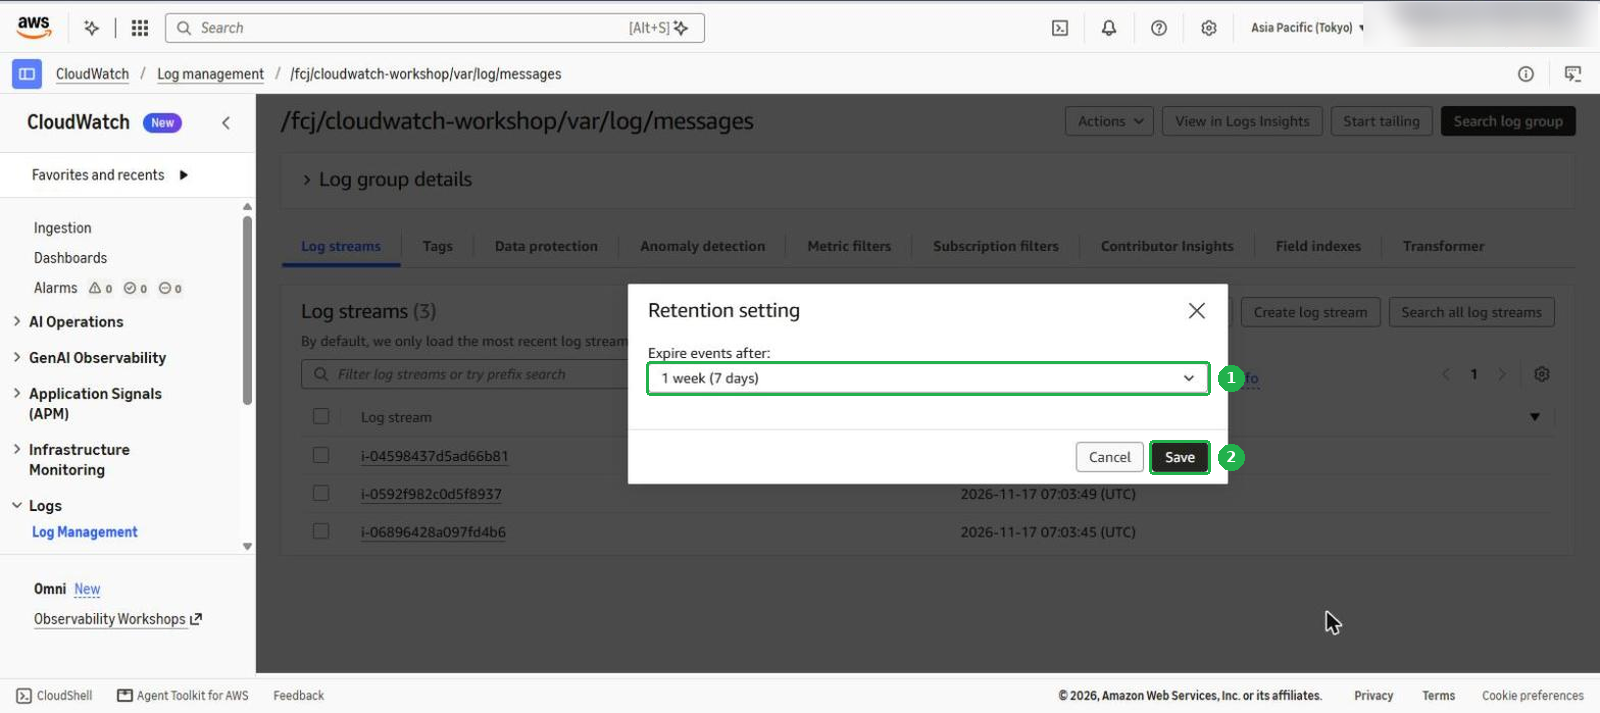 aws
Search
[Alt+S]
Asia Pacific (Tokyo)
CloudWatch / Log management / /fcj/cloudwatch-workshop/var/log/messages
CloudWatch New
Favorites and recents
Ingestion
Dashboards
Alarms 0 0 0
AI Operations
GenAI Observability
Application Signals
(APM)
Infrastructure
Monitoring
Logs
Log Management
Omni New
Observability Workshops
/fcj/cloudwatch-workshop/var/log/messages
Actions
View in Logs Insights
Start tailing
Search log group
Log group details
Log streams
Tags
Data protection
Anomaly detection
Metric filters
Subscription filters
Contributor Insights
Field indexes
Transformer
Log streams (3)
Create log stream
Search all log streams
By default, we only load the most recent log stream
Filter log streams or try prefix search
1
Log stream
i-04598437d5ad66b81
i-0592f982c0d5f8937 2026-11-17 07:03:49 (UTC)
i-06896428a097fd4b6 2026-11-17 07:03:45 (UTC)
Retention setting
Expire events after:
1 week (7 days)
1
Cancel
Save
2
CloudShell
Agent Toolkit for AWS
Feedback
© 2026, Amazon Web Services, Inc. or its affiliates.
Privacy
Terms
Cookie preferences